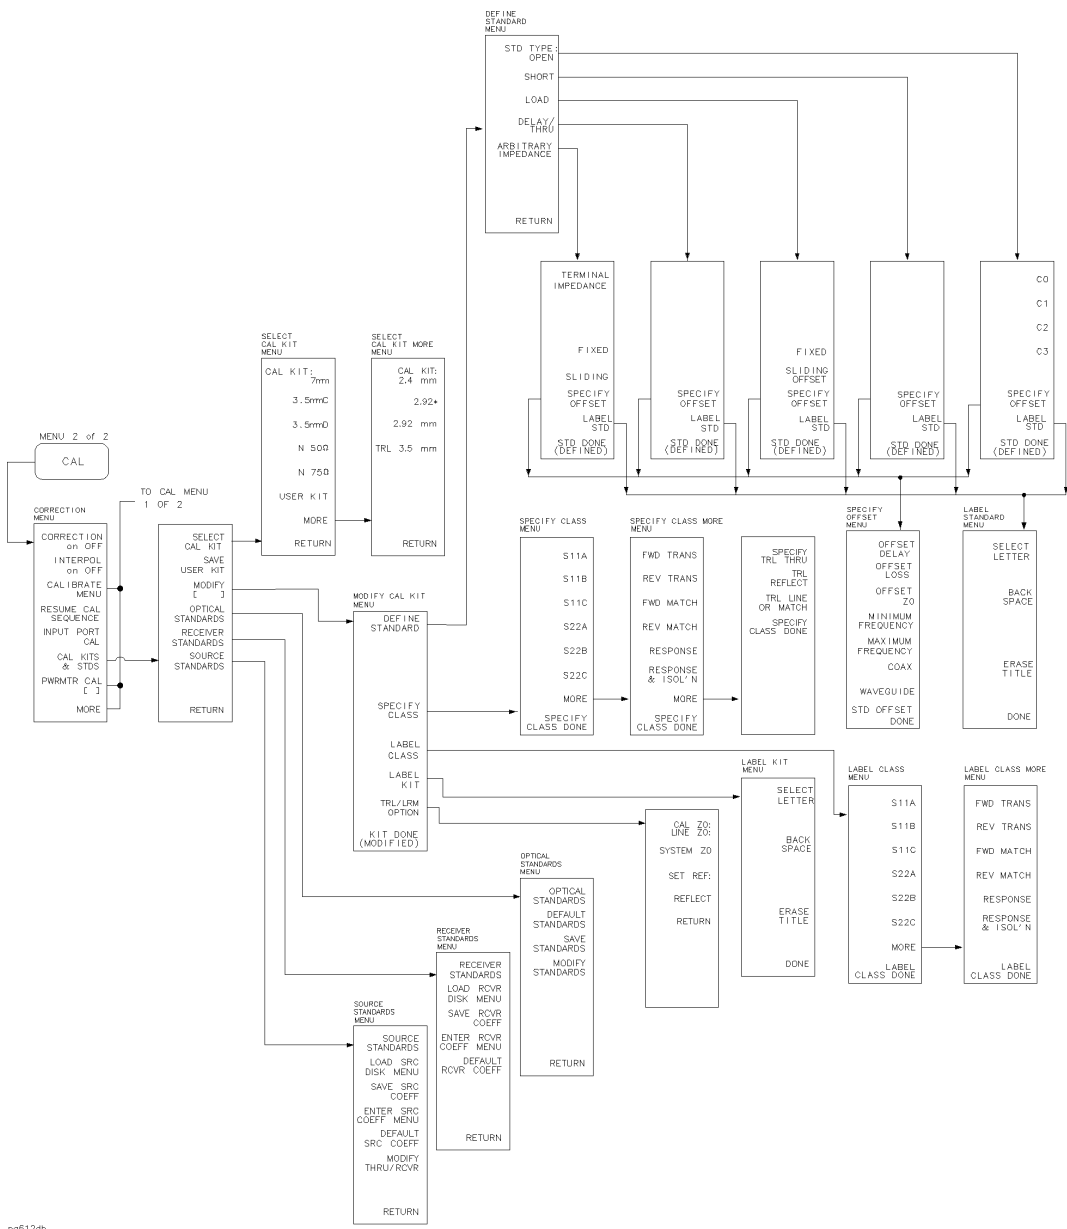 DEFINE
STANDARD
MENU
STD TYPE:
OPEN
SHORT
LOAD
DELAY/
THRU
ARBITRARY
IMPEDANCE
RETURN
TERMINAL
IMPEDANCE
FIXED
SLIDING
SPECIFY
OFFSET
LABEL
STD
STD DONE
(DEFINED)
SPECIFY
OFFSET
LABEL
STD
STD DONE
(DEFINED)
FIXED
SLIDING
OFFSET
SPECIFY
OFFSET
LABEL
STD
STD DONE
(DEFINED)
SPECIFY
OFFSET
LABEL
STD
STD DONE
(DEFINED)
C0
C1
C2
C3
SPECIFY
OFFSET
LABEL
STD
STD DONE
(DEFINED)
SELECT
CAL KIT
MENU
CAL KIT:
7mm
3.5mmC
3.5mmD
N 50Ω
N 75Ω
USER KIT
MORE
RETURN
SELECT
CAL KIT MORE
MENU
CAL KIT:
2.4 mm
2.92*
2.92 mm
TRL 3.5 mm
RETURN
MENU 2 of 2
CAL
TO CAL MENU
1 OF 2
CORRECTION
MENU
CORRECTION
on OFF
INTERPOL
on OFF
CALIBRATE
MENU
RESUME CAL
SEQUENCE
INPUT PORT
CAL
CAL KITS
& STDS
PWRMTR CAL
[ ]
MORE
SELECT
CAL KIT
SAVE
USER KIT
MODIFY
[ ]
OPTICAL
STANDARDS
RECEIVER
STANDARDS
SOURCE
STANDARDS
RETURN
MODIFY CAL KIT
MENU
DEFINE
STANDARD
SPECIFY
CLASS
LABEL
CLASS
LABEL
KIT
TRL/LRM
OPTION
KIT DONE
(MODIFIED)
SPECIFY CLASS
MENU
S11A
S11B
S11C
S22A
S22B
S22C
MORE
SPECIFY
CLASS DONE
SPECIFY CLASS MORE
MENU
FWD TRANS
REV TRANS
FWD MATCH
REV MATCH
RESPONSE
RESPONSE
& ISOL'N
MORE
SPECIFY
CLASS DONE
SPECIFY
TRL THRU
TRL
REFLECT
TRL LINE
OR MATCH
SPECIFY
CLASS DONE
SPECIFY
OFFSET
MENU
OFFSET
DELAY
OFFSET
LOSS
OFFSET
Z0
MINIMUM
FREQUENCY
MAXIMUM
FREQUENCY
COAX
WAVEGUIDE
STD OFFSET
DONE
LABEL
STANDARD MENU
MENU
SELECT
LETTER
BACK
SPACE
ERASE
TITLE
DONE
LABEL KIT
MENU
SELECT
LETTER
BACK
SPACE
ERASE
TITLE
DONE
LABEL CLASS
MENU
S11A
S11B
S11C
S22A
S22B
S22C
MORE
LABEL
CLASS DONE
LABEL CLASS MORE
MENU
FWD TRANS
REV TRANS
FWD MATCH
REV MATCH
RESPONSE
RESPONSE
& ISOL'N
LABEL
CLASS DONE
CAL Z0:
LINE Z0:
SYSTEM Z0
SET REF:
REFLECT
RETURN
OPTICAL
STANDARDS
MENU
OPTICAL
STANDARDS
DEFAULT
STANDARDS
SAVE
STANDARDS
MODIFY
STANDARDS
RETURN
RECEIVER
STANDARDS
MENU
RECEIVER
STANDARDS
LOAD RCVR
DISK MENU
SAVE RCVR
COEFF
ENTER RCVR
COEFF MENU
DEFAULT
RCVR COEFF
RETURN
SOURCE
STANDARDS
MENU
SOURCE
STANDARDS
LOAD SRC
DISK MENU
SAVE SRC
COEFF
ENTER SRC
COEFF MENU
DEFAULT
SRC COEFF
MODIFY
THRU/RCVR
RETURN